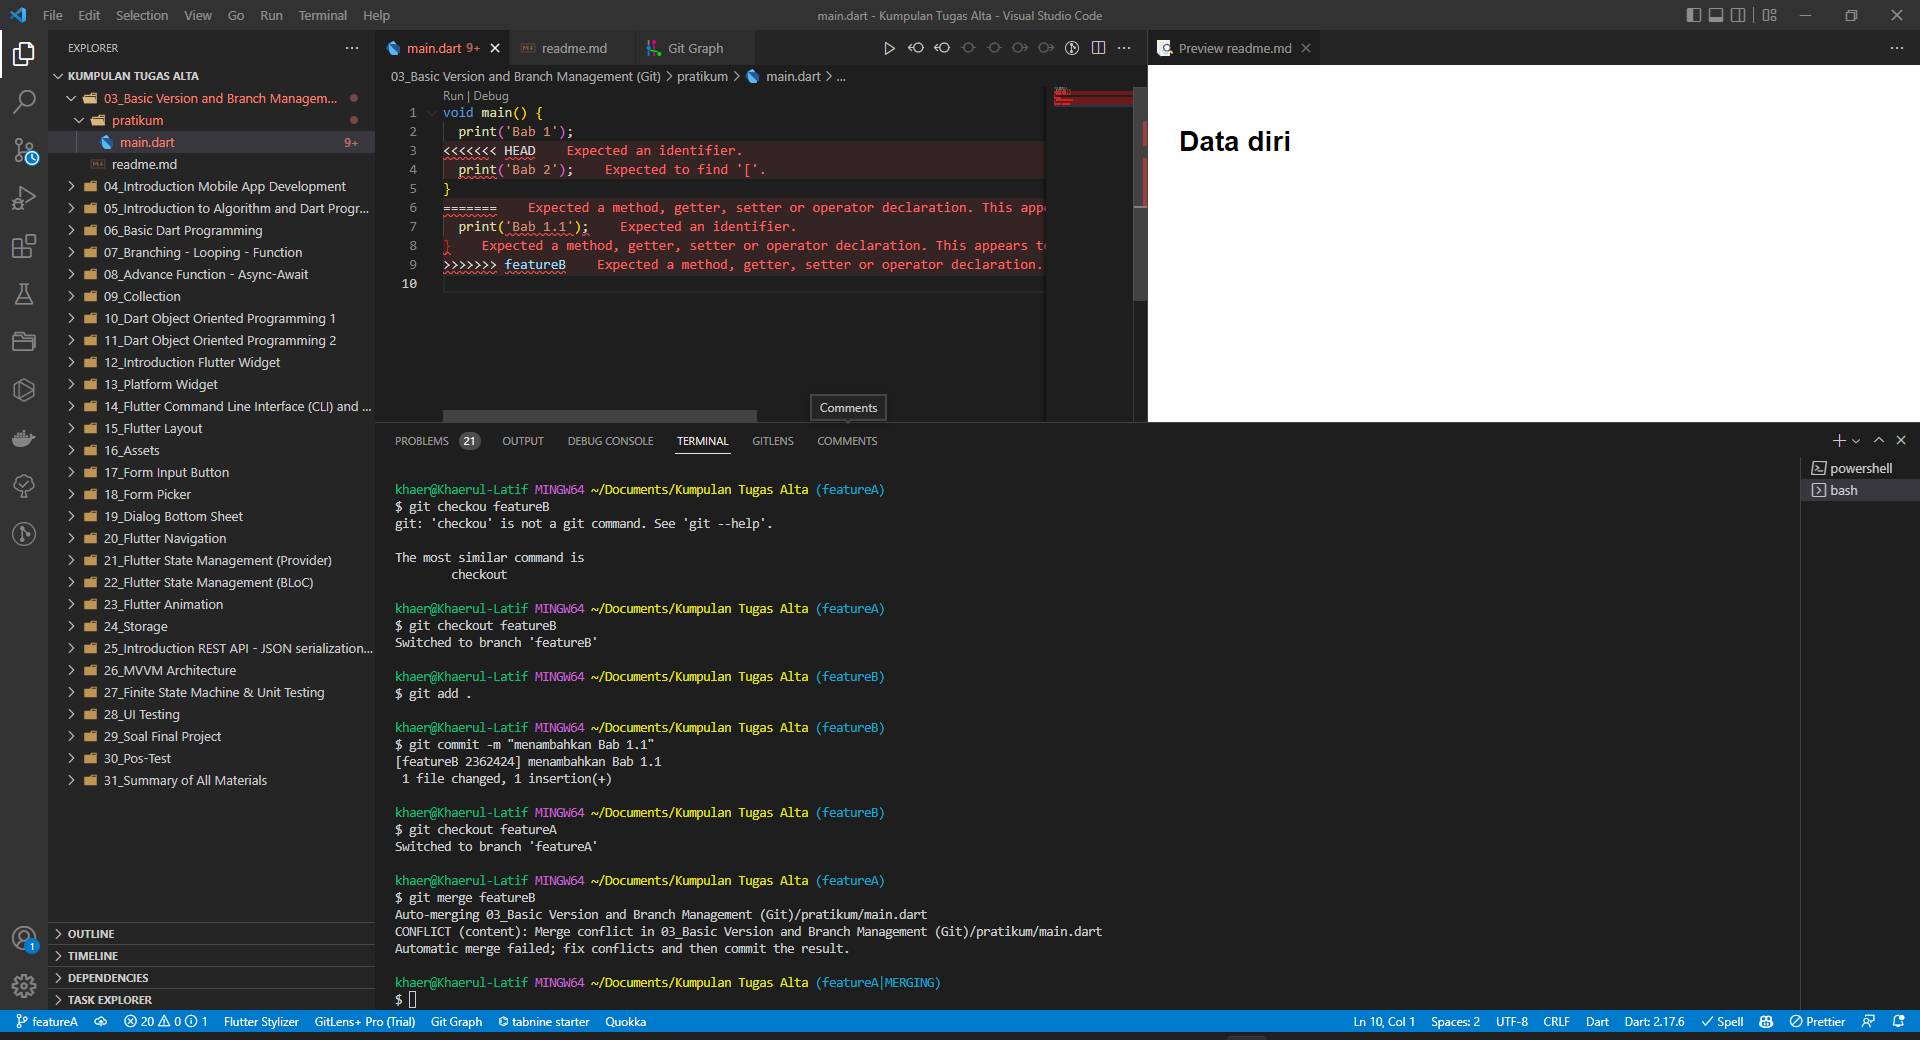 File Edit Selection View Go Run Terminal Help
main.dart - Kumpulan Tugas Alta - Visual Studio Code
EXPLORER
KUMPULAN TUGAS ALTA
03_Basic Version and Branch Managem...
pratikum
main.dart 9+
readme.md
04_Introduction Mobile App Development
05_Introduction to Algorithm and Dart Progr...
06_Basic Dart Programming
07_Branching - Looping - Function
08_Advance Function - Async-Await
09_Collection
10_Dart Object Oriented Programming 1
11_Dart Object Oriented Programming 2
12_Introduction Flutter Widget
13_Platform Widget
14_Flutter Command Line Interface (CLI) and ...
15_Flutter Layout
16_Assets
17_Form Input Button
18_Form Picker
19_Dialog Bottom Sheet
20_Flutter Navigation
21_Flutter State Management (Provider)
22_Flutter State Management (BLoC)
23_Flutter Animation
24_Storage
25_Introduction REST API - JSON serialization...
26_MVVM Architecture
27_Finite State Machine & Unit Testing
28_UI Testing
29_Soal Final Project
30_Pos-Test
31_Summary of All Materials
OUTLINE
TIMELINE
DEPENDENCIES
TASK EXPLORER
1
main.dart 9+
readme.md
Git Graph
03_Basic Version and Branch Management (Git) > pratikum > main.dart > ...
Run | Debug
1 void main() {
2 print('Bab 1');
3 <<<<<<< HEAD Expected an identifier.
4 print('Bab 2'); Expected to find '['.
5 }
6 ======= Expected a method, getter, setter or operator declaration. This appe
7 print('Bab 1.1'); Expected an identifier.
8 } Expected a method, getter, setter or operator declaration. This appears to
9 >>>>>>> featureB Expected a method, getter, setter or operator declaration.
10
Comments
Preview readme.md
Data diri
PROBLEMS 21 OUTPUT DEBUG CONSOLE TERMINAL GITLENS COMMENTS
powershell
bash
khaer@Khaerul-Latif MINGW64 ~/Documents/Kumpulan Tugas Alta (featureA)
$ git checkou featureB
git: 'checkou' is not a git command. See 'git --help'.
The most similar command is
checkout
khaer@Khaerul-Latif MINGW64 ~/Documents/Kumpulan Tugas Alta (featureA)
$ git checkout featureB
Switched to branch 'featureB'
khaer@Khaerul-Latif MINGW64 ~/Documents/Kumpulan Tugas Alta (featureB)
$ git add .
khaer@Khaerul-Latif MINGW64 ~/Documents/Kumpulan Tugas Alta (featureB)
$ git commit -m "menambahkan Bab 1.1"
[featureB 2362424] menambahkan Bab 1.1
1 file changed, 1 insertion(+)
khaer@Khaerul-Latif MINGW64 ~/Documents/Kumpulan Tugas Alta (featureB)
$ git checkout featureA
Switched to branch 'featureA'
khaer@Khaerul-Latif MINGW64 ~/Documents/Kumpulan Tugas Alta (featureA)
$ git merge featureB
Auto-merging 03_Basic Version and Branch Management (Git)/pratikum/main.dart
CONFLICT (content): Merge conflict in 03_Basic Version and Branch Management (Git)/pratikum/main.dart
Automatic merge failed; fix conflicts and then commit the result.
khaer@Khaerul-Latif MINGW64 ~/Documents/Kumpulan Tugas Alta (featureA|MERGING)
$
featureA 20 0 1 Flutter Stylizer GitLens+ Pro (Trial) Git Graph tabnine starter Quokka Ln 10, Col 1 Spaces: 2 UTF-8 CRLF Dart Dart: 2.17.6 Spell Prettier